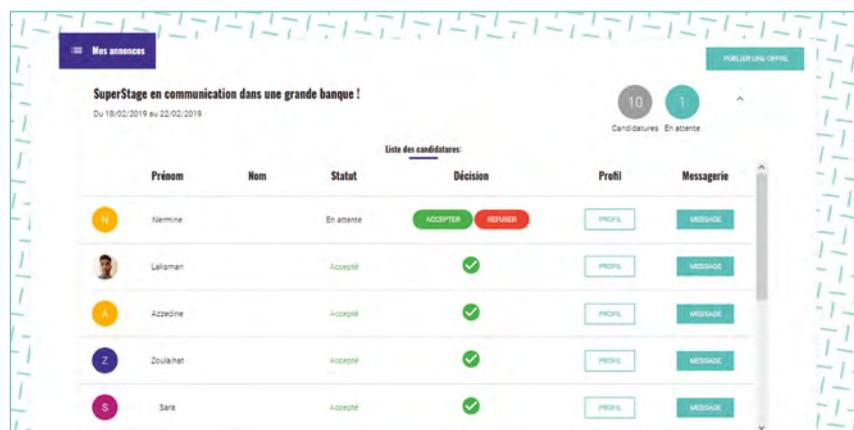 Mes annonces
PUBLIER UNE OFFRE
SuperStage en communication dans une grande banque !
Du 18/02/2019 au 22/02/2019
10 1
Candidatures En attente
Liste des candidatures:
Prénom Nom Statut Décision Profil Messagerie
N Nermine En attente ACCEPTER REFUSER PROFIL MESSAGE
Laksman Accepté PROFIL MESSAGE
A Azzedine Accepté PROFIL MESSAGE
Z Zoulaihat Accepté PROFIL MESSAGE
S Sara Accepté PROFIL MESSAGE